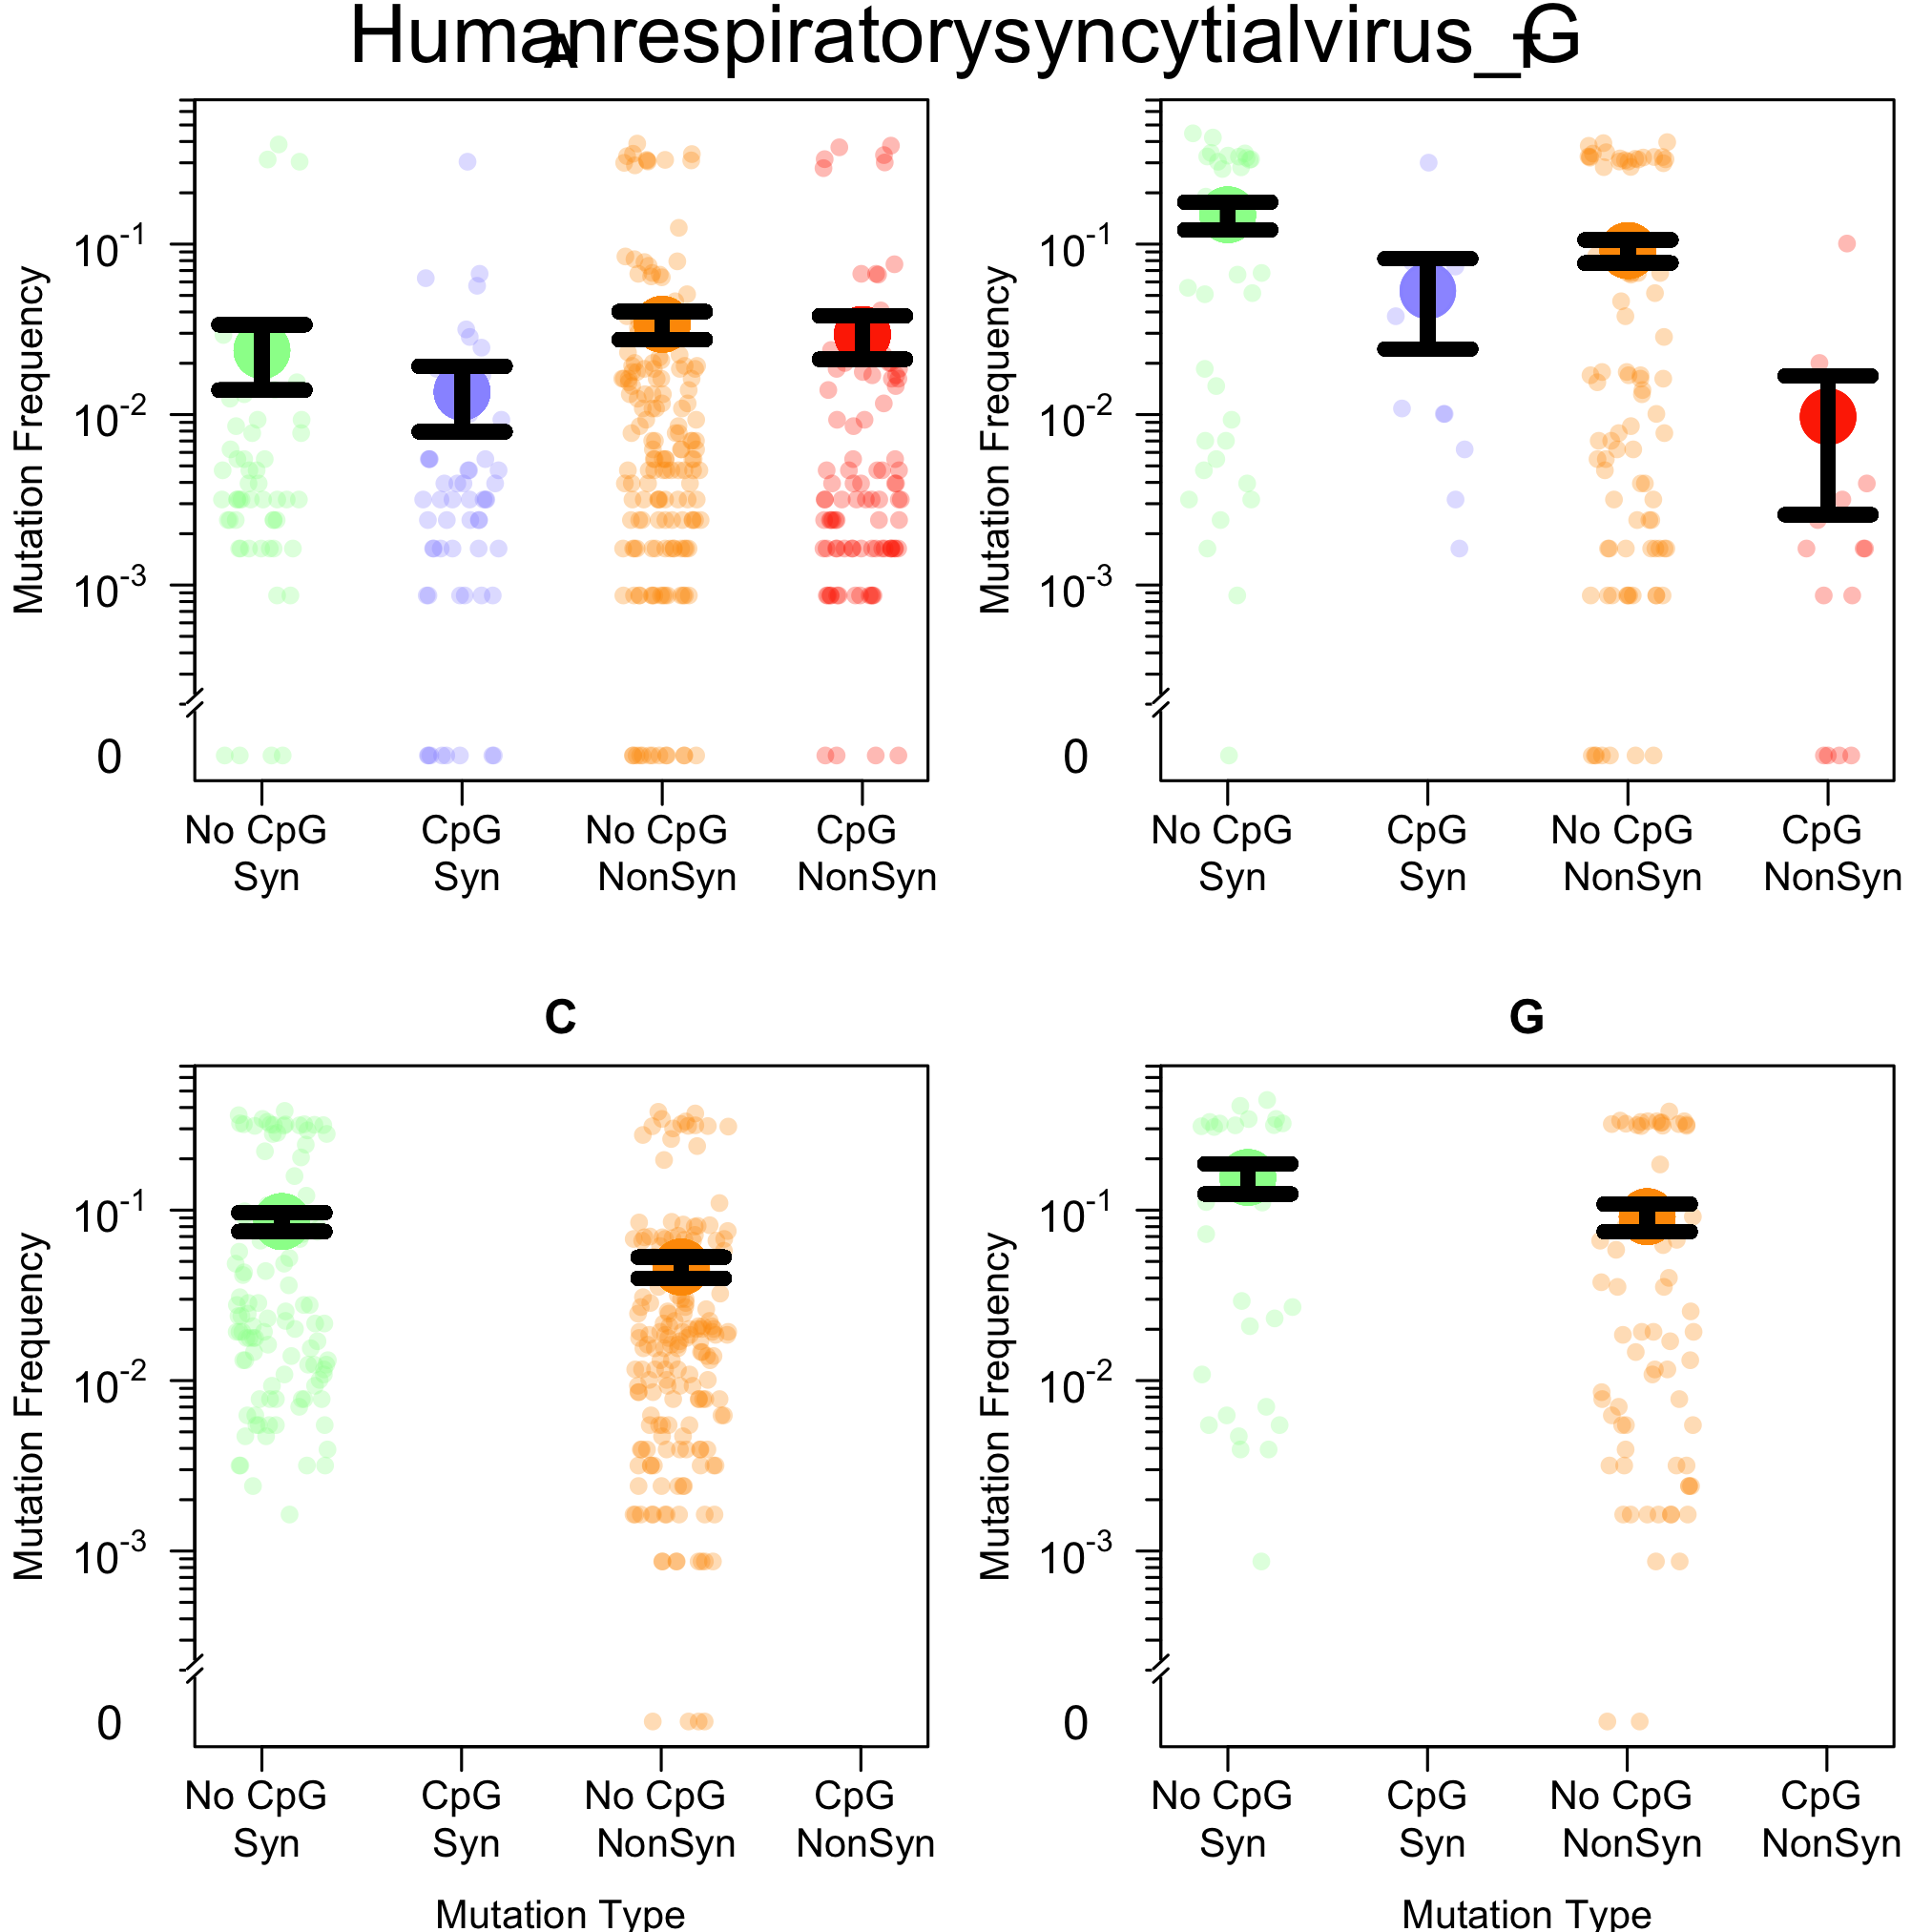 Humanrespiratorysyncytialvirus_G
A
Mutation Frequency
10-1
10-2
10-3
0
No CpG CpG No CpG CpG
Syn Syn NonSyn NonSyn
Mutation Frequency
10-1
10-2
10-3
0
No CpG CpG No CpG CpG
Syn Syn NonSyn NonSyn
C
Mutation Frequency
10-1
10-2
10-3
0
No CpG CpG No CpG CpG
Syn Syn NonSyn NonSyn
Mutation Type
G
Mutation Frequency
10-1
10-2
10-3
0
No CpG CpG No CpG CpG
Syn Syn NonSyn NonSyn
Mutation Type